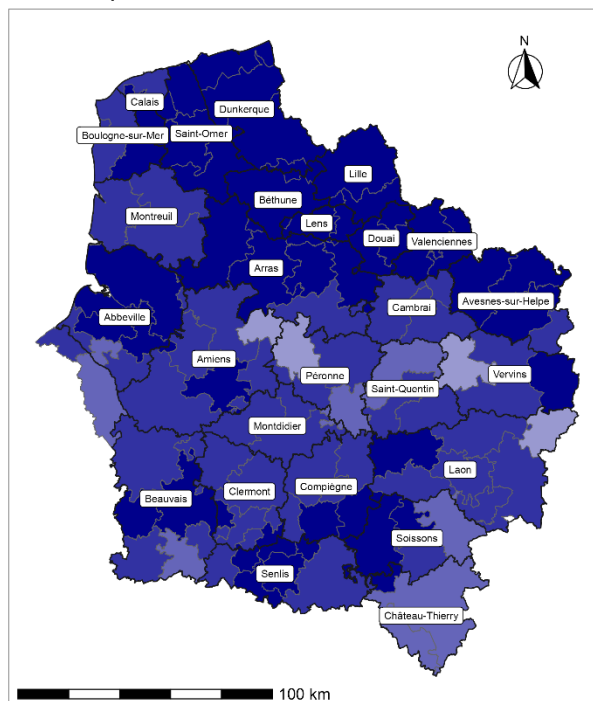 N
Calais
Dunkerque
Boulogne-sur-Mer
Saint-Omer
Lille
Béthune
Montreuil
Lens
Douai
Valenciennes
Arras
Avesnes-sur-Helpe
Cambrai
Abbeville
Amiens
Péronne
Vervins
Saint-Quentin
Montdidier
Laon
Compiègne
Clermont
Beauvais
Soissons
Senlis
Château-Thierry
100 km